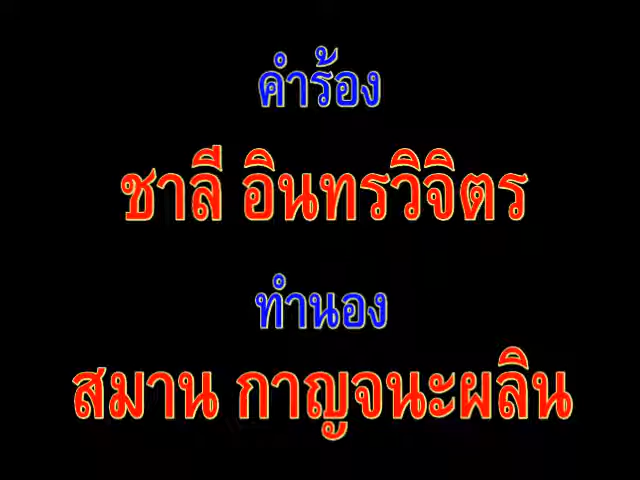 คำร้อง
ชาลี อินทรวิจิตร
ทำนอง
สมาน กาญจนะผลิน